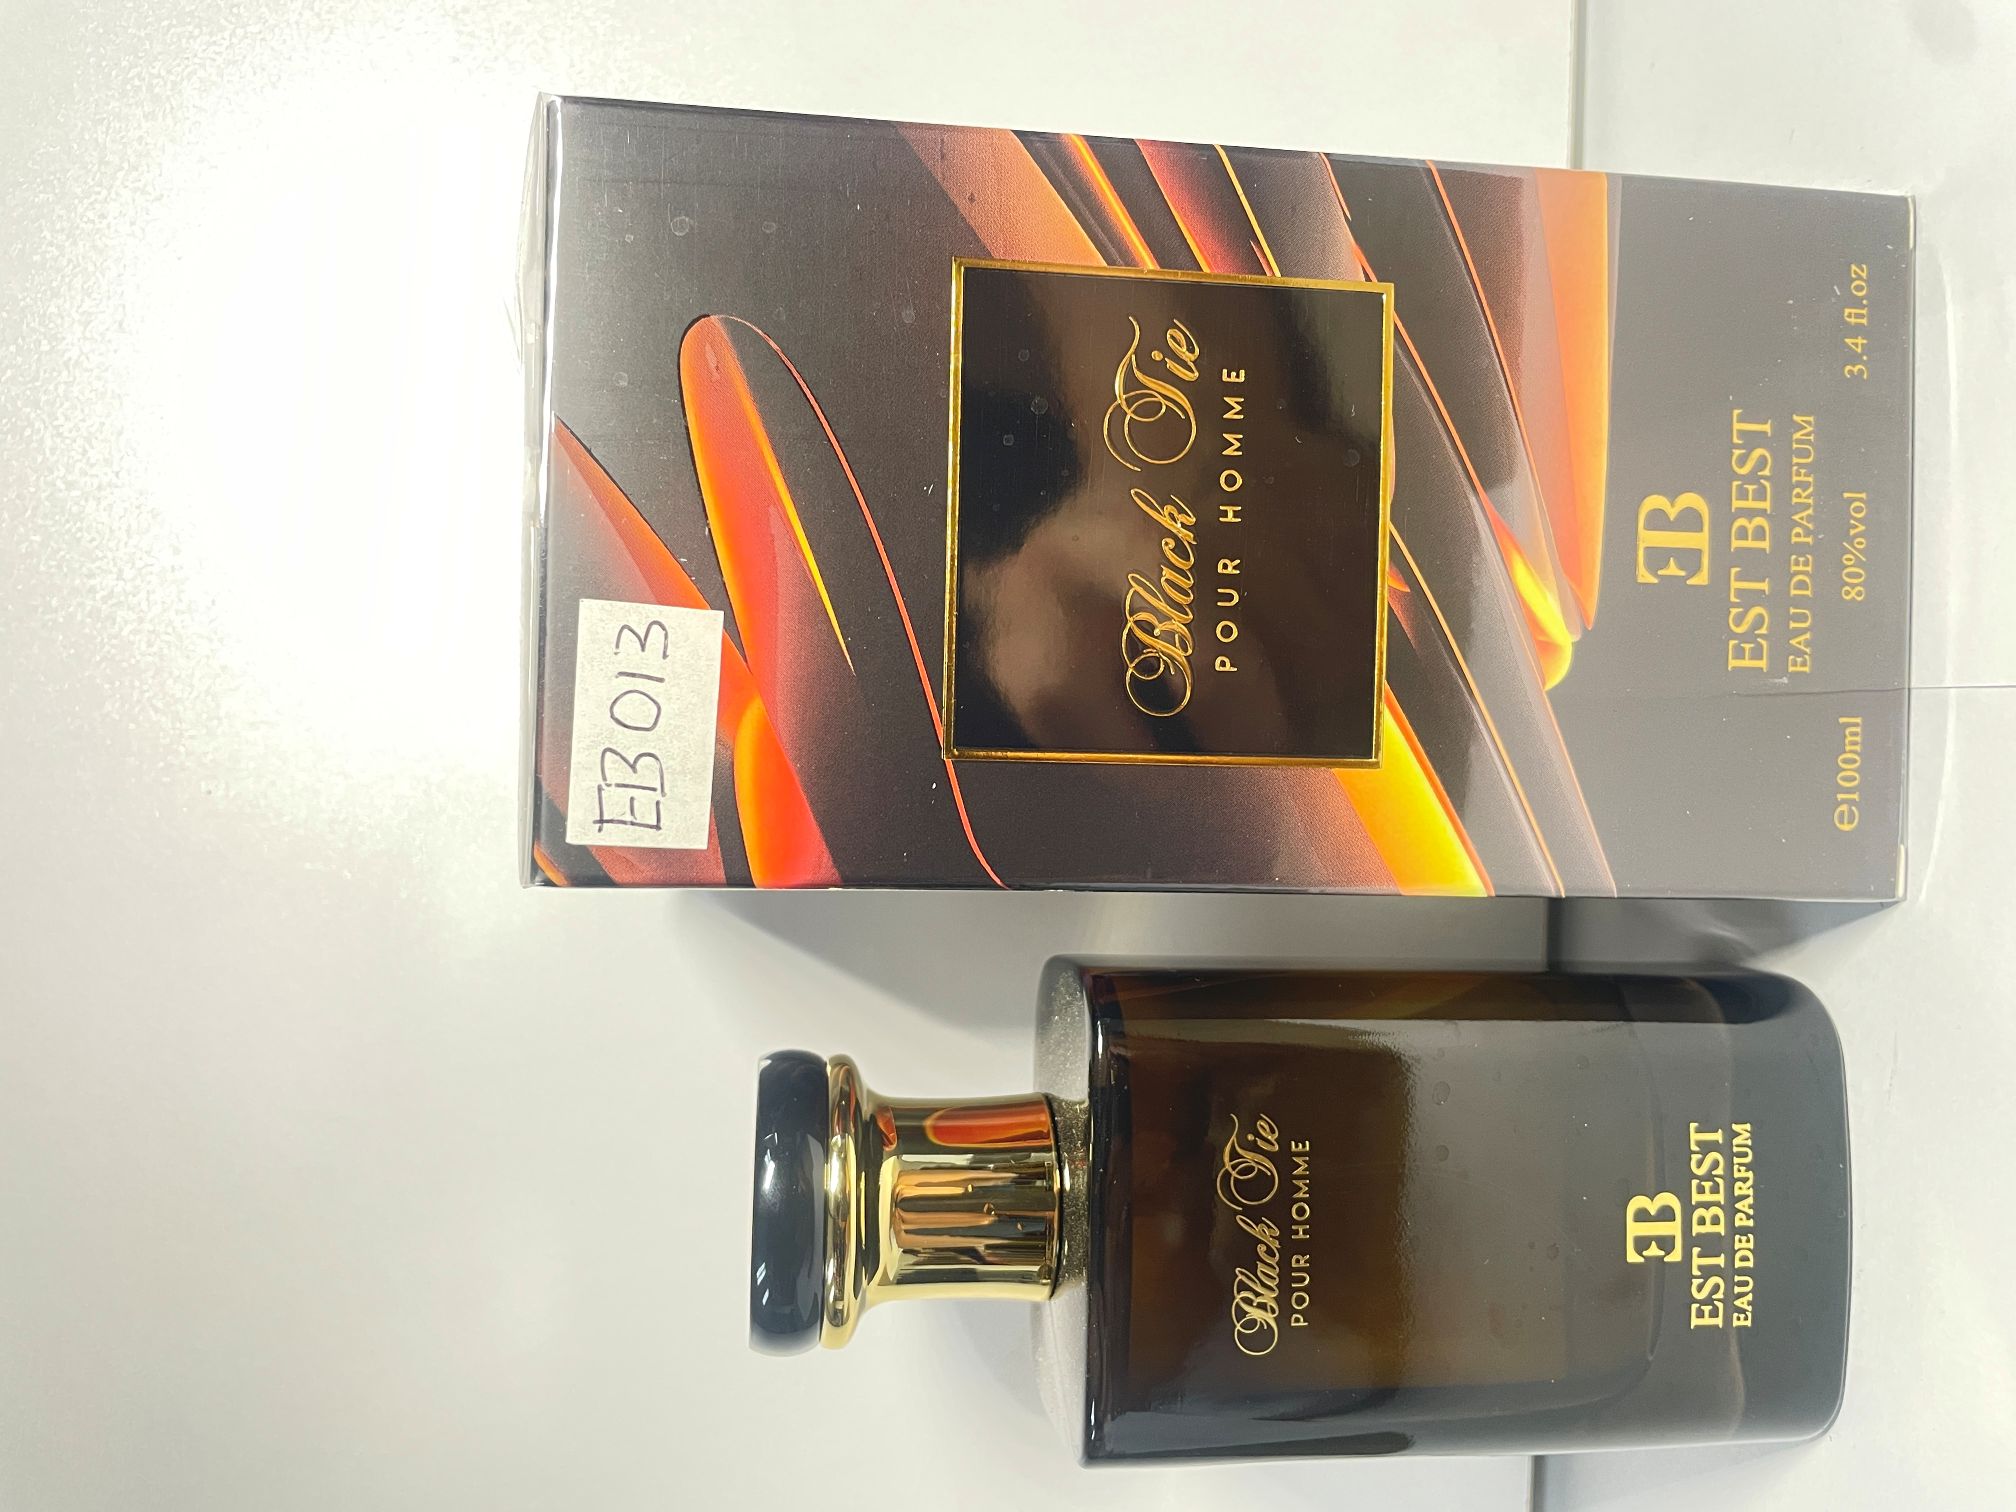 EB013
Black Tie
POUR HOMME
EB
EST BEST
EAU DE PARFUM
e100ml 80%vol 3.4 fl.oz
Black Tie
POUR HOMME
EB
EST BEST
EAU DE PARFUM